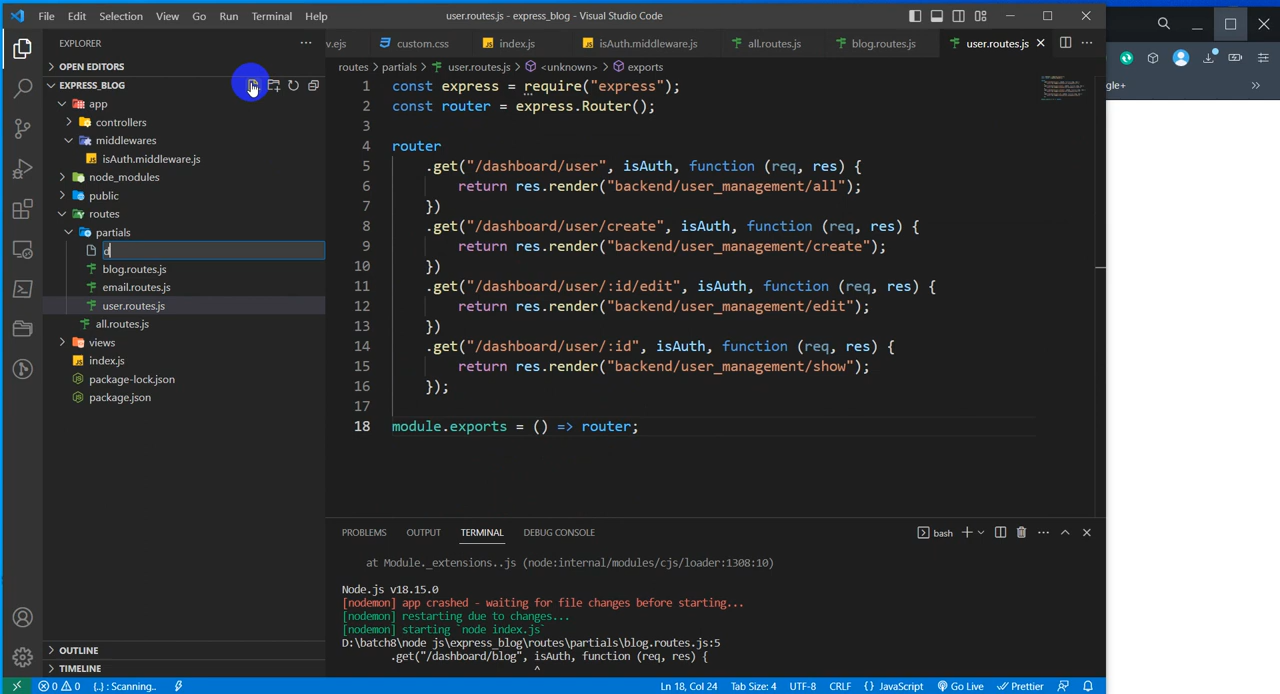 File Edit Selection View Go Run Terminal Help
user.routes.js - express_blog - Visual Studio Code
EXPLORER
v.ejs custom.css index.js isAuth.middleware.js all.routes.js blog.routes.js user.routes.js
gle+
OPEN EDITORS
EXPRESS_BLOG
app
controllers
middlewares
isAuth.middleware.js
node_modules
public
routes
partials
d
blog.routes.js
email.routes.js
user.routes.js
all.routes.js
views
index.js
package-lock.json
package.json
OUTLINE
TIMELINE
routes > partials > user.routes.js > <unknown> > exports
1 const express = require("express");
2 const router = express.Router();
3
4 router
5 .get("/dashboard/user", isAuth, function (req, res) {
6 return res.render("backend/user_management/all");
7 })
8 .get("/dashboard/user/create", isAuth, function (req, res) {
9 return res.render("backend/user_management/create");
10 })
11 .get("/dashboard/user/:id/edit", isAuth, function (req, res) {
12 return res.render("backend/user_management/edit");
13 })
14 .get("/dashboard/user/:id", isAuth, function (req, res) {
15 return res.render("backend/user_management/show");
16 });
17
18 module.exports = () => router;
PROBLEMS OUTPUT TERMINAL DEBUG CONSOLE
bash
at Module._extensions..js (node:internal/modules/cjs/loader:1308:10)
Node.js v18.15.0
[nodemon] app crashed - waiting for file changes before starting...
[nodemon] restarting due to changes...
[nodemon] starting `node index.js`
D:\batch8\node js\express_blog\routes\partials\blog.routes.js:5
.get("/dashboard/blog", isAuth, function (req, res) {
^
0 0 {..} : Scanning.. Ln 18, Col 24 Tab Size: 4 UTF-8 CRLF {} JavaScript Go Live Prettier